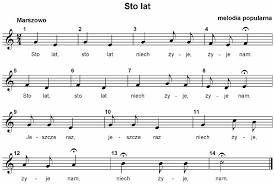 Sto lat
melodia popularna
Marszowo
1 2 3 4
Sto lat, sto lat niech ży-je, ży-je nam.
5 6 7 8
Sto lat, sto lat niech ży-je, ży-je nam.
9 10 11
Je-szcze raz, je-szcze raz niech ży-je,
12 13 14
ży-je nam, niech ży-je nam.